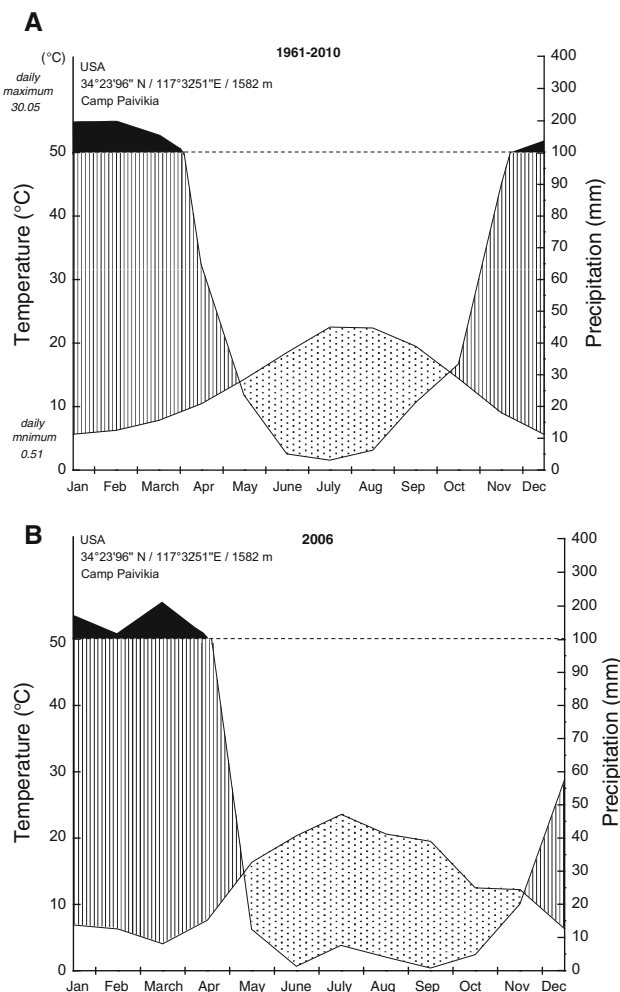 A
1961-2010
(°C)
USA
34°23'96" N / 117°3251"E / 1582 m
Camp Paivikia
daily
maximum
30.05
daily
mnimum
0.51
Temperature (°C)
50
40
30
20
10
0
400
300
200
100
90
80
70
60
50
40
30
20
10
0
Precipitation (mm)
Jan Feb March Apr May June July Aug Sep Oct Nov Dec
B
2006
USA
34°23'96" N / 117°3251"E / 1582 m
Camp Paivikia
Temperature (°C)
50
40
30
20
10
0
400
300
200
100
90
80
70
60
50
40
30
20
10
0
Precipitation (mm)
Jan Feb March Apr May June July Aug Sep Oct Nov Dec